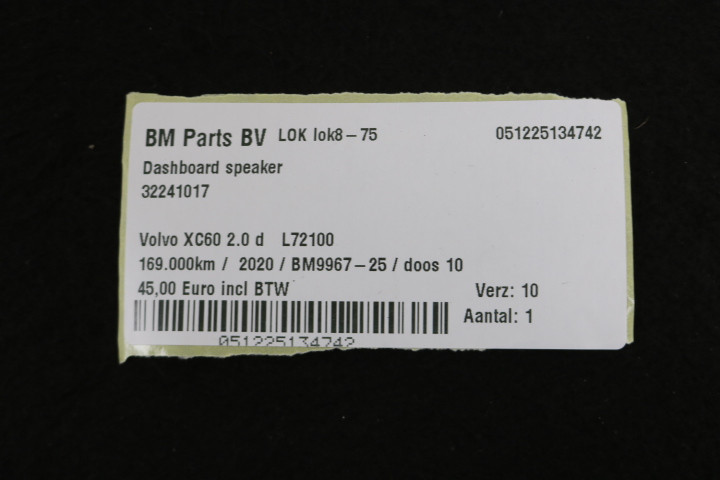 BM Parts BV LOK lok8-75 051225134742
Dashboard speaker
32241017
Volvo XC60 2.0 d L72100
169.000km / 2020 / BM9967-25 / doos 10
45,00 Euro incl BTW Verz: 10
Aantal: 1
051225134742